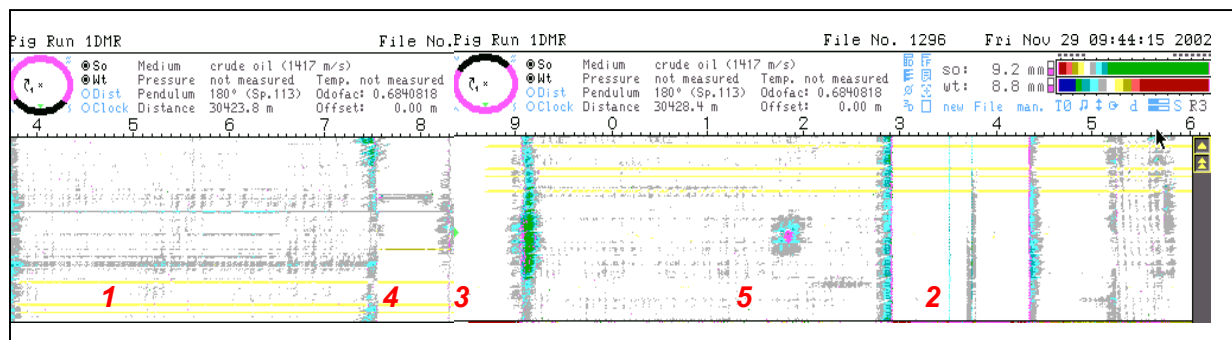 Pig Run 1DMR File No.
So Medium crude oil (1417 m/s)
Wt Pressure not measured Temp. not measured
Dist Pendulum 180° (Sp.113) Odofac: 0.6840818
Clock Distance 30423.8 m Offset: 0.00 m
4 5 6 7 8
1 4
Pig Run 1DMR File No. 1296 Fri Nov 29 09:44:15 2002
So Medium crude oil (1417 m/s) so: 9.2 mm
Wt Pressure not measured Temp. not measured wt: 8.8 mm
Dist Pendulum 180° (Sp.113) Odofac: 0.6840818
Clock Distance 30428.4 m Offset: 0.00 m new File man. T0 d S R3
9 0 1 2 3 4 5 6
3 5 2